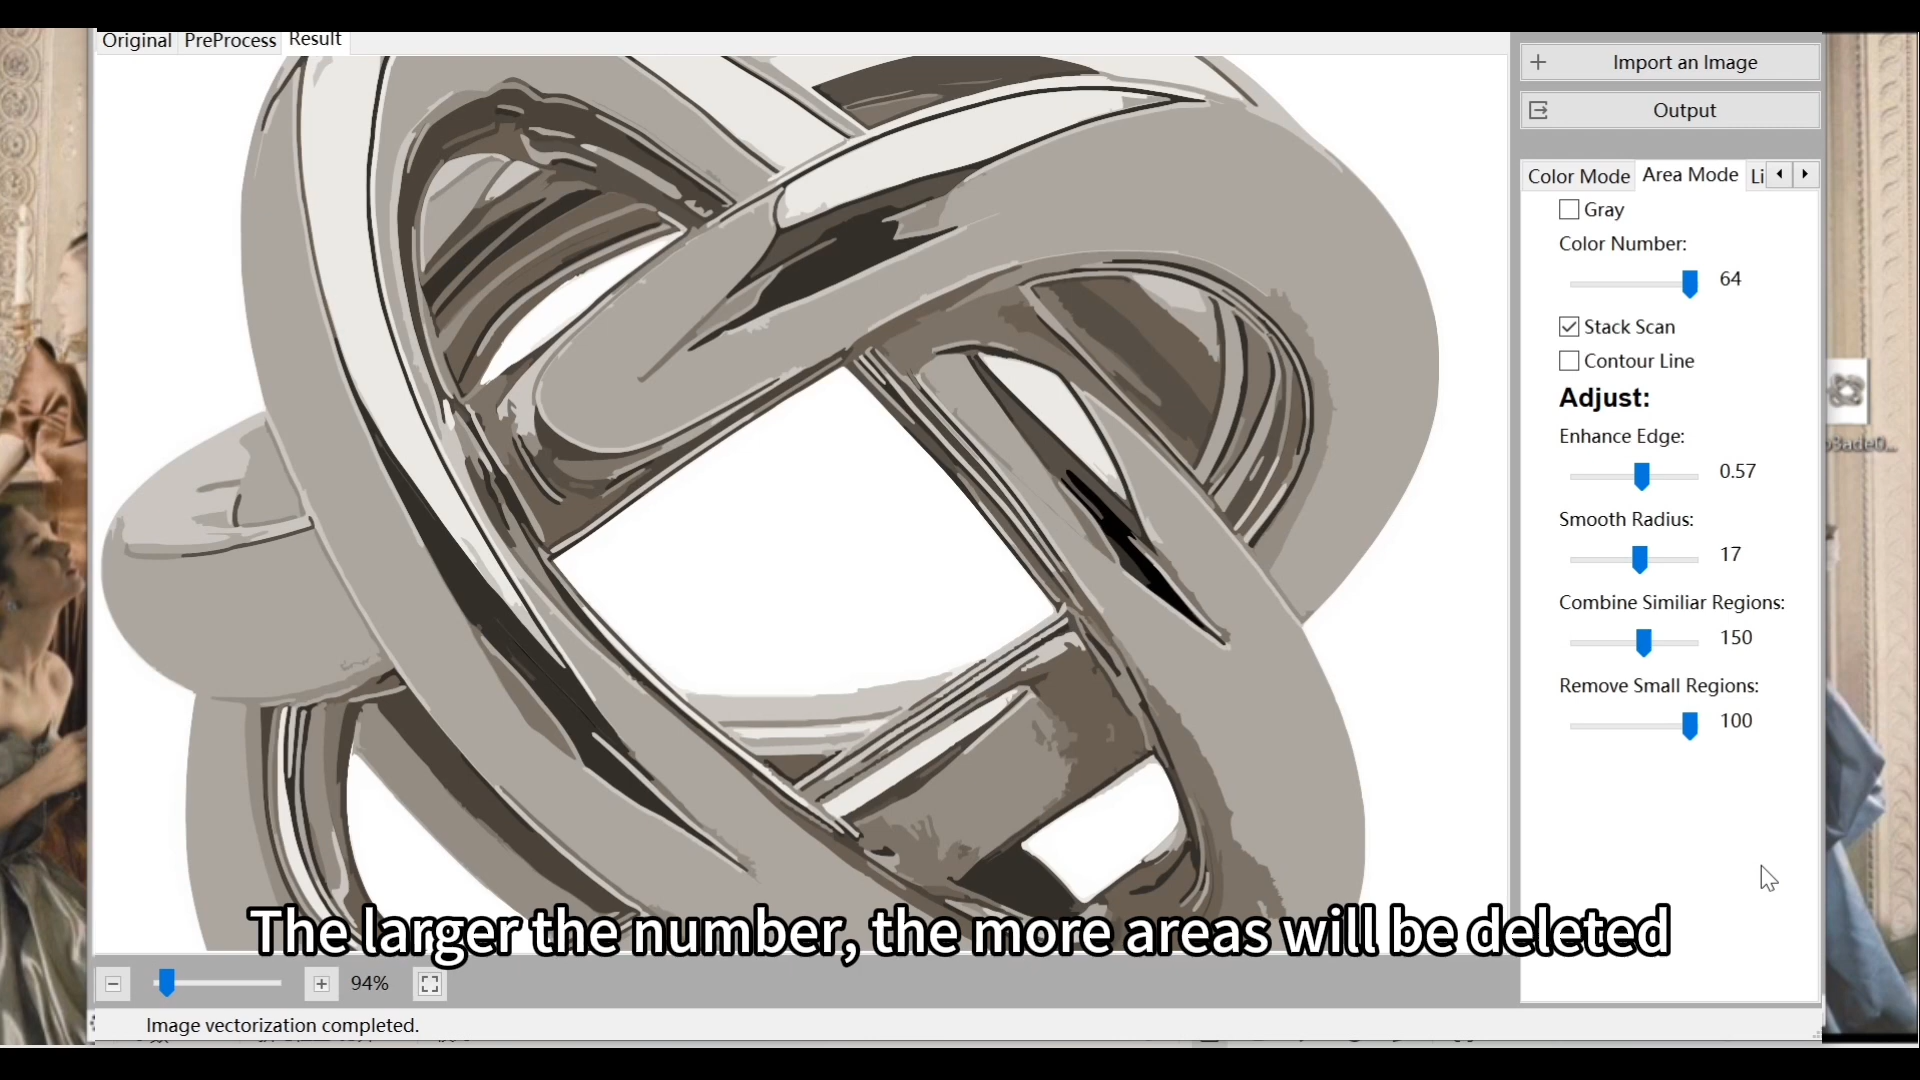 Original PreProcess Result
Import an Image
Output
Color Mode Area Mode Li
Gray
Color Number:
64
Stack Scan
Contour Line
Adjust:
Enhance Edge:
0.57
Smooth Radius:
17
Combine Similiar Regions:
150
Remove Small Regions:
100
The larger the number, the more areas will be deleted
94%
Image vectorization completed.